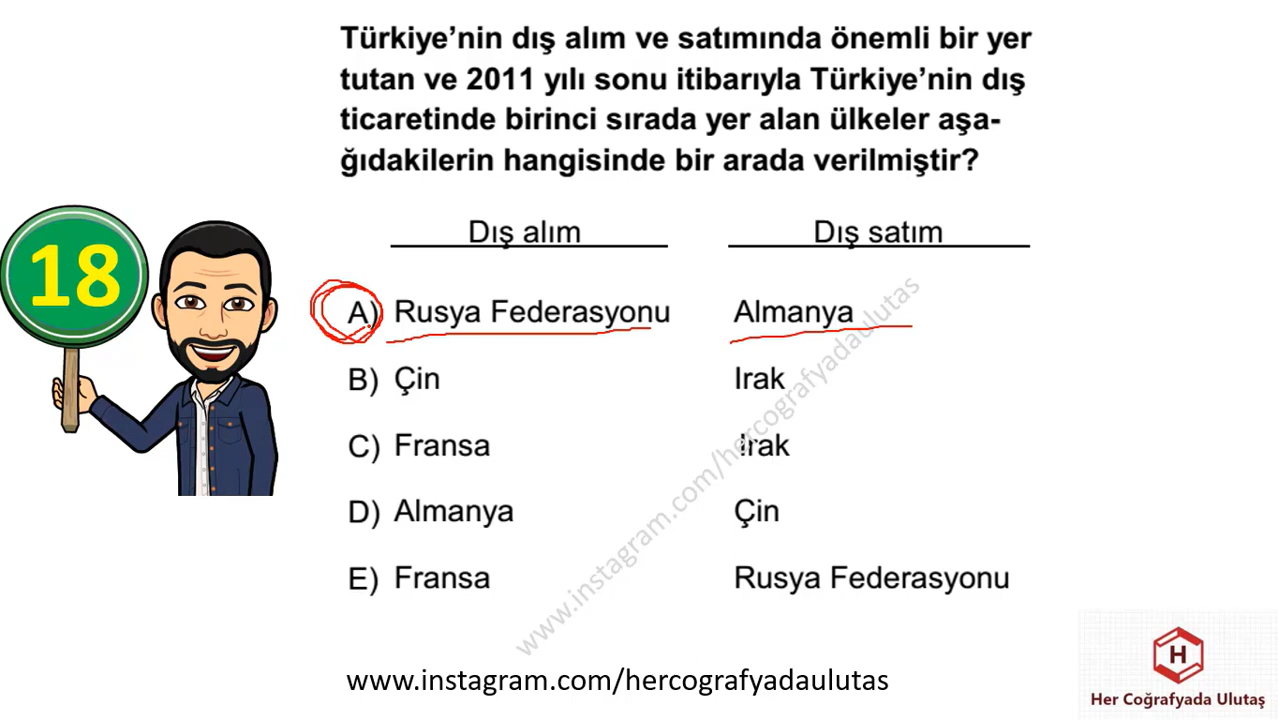 Türkiye’nin dış alım ve satımında önemli bir yer
tutan ve 2011 yılı sonu itibarıyla Türkiye’nin dış
ticaretinde birinci sırada yer alan ülkeler aşa-
ğıdakilerin hangisinde bir arada verilmiştir?
Dış alım Dış satım
18
A) Rusya Federasyonu Almanya
B) Çin Irak
C) Fransa Irak
D) Almanya Çin
E) Fransa Rusya Federasyonu
www.instagram.com/hercografyadaulutas
www.instagram.com/hercografyadaulutas
H
Her Coğrafyada Ulutaş